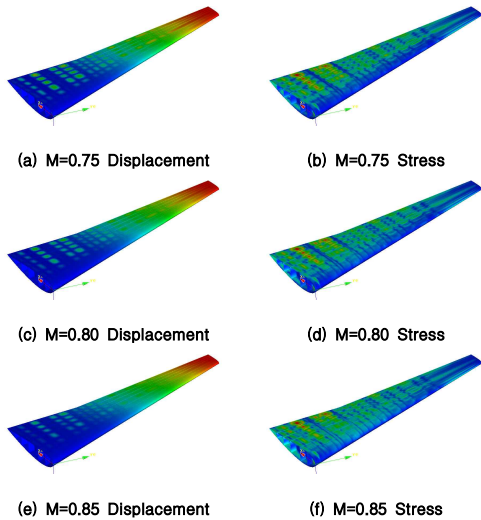 (a) M=0.75 Displacement
(b) M=0.75 Stress
(c) M=0.80 Displacement
(d) M=0.80 Stress
(e) M=0.85 Displacement
(f) M=0.85 Stress